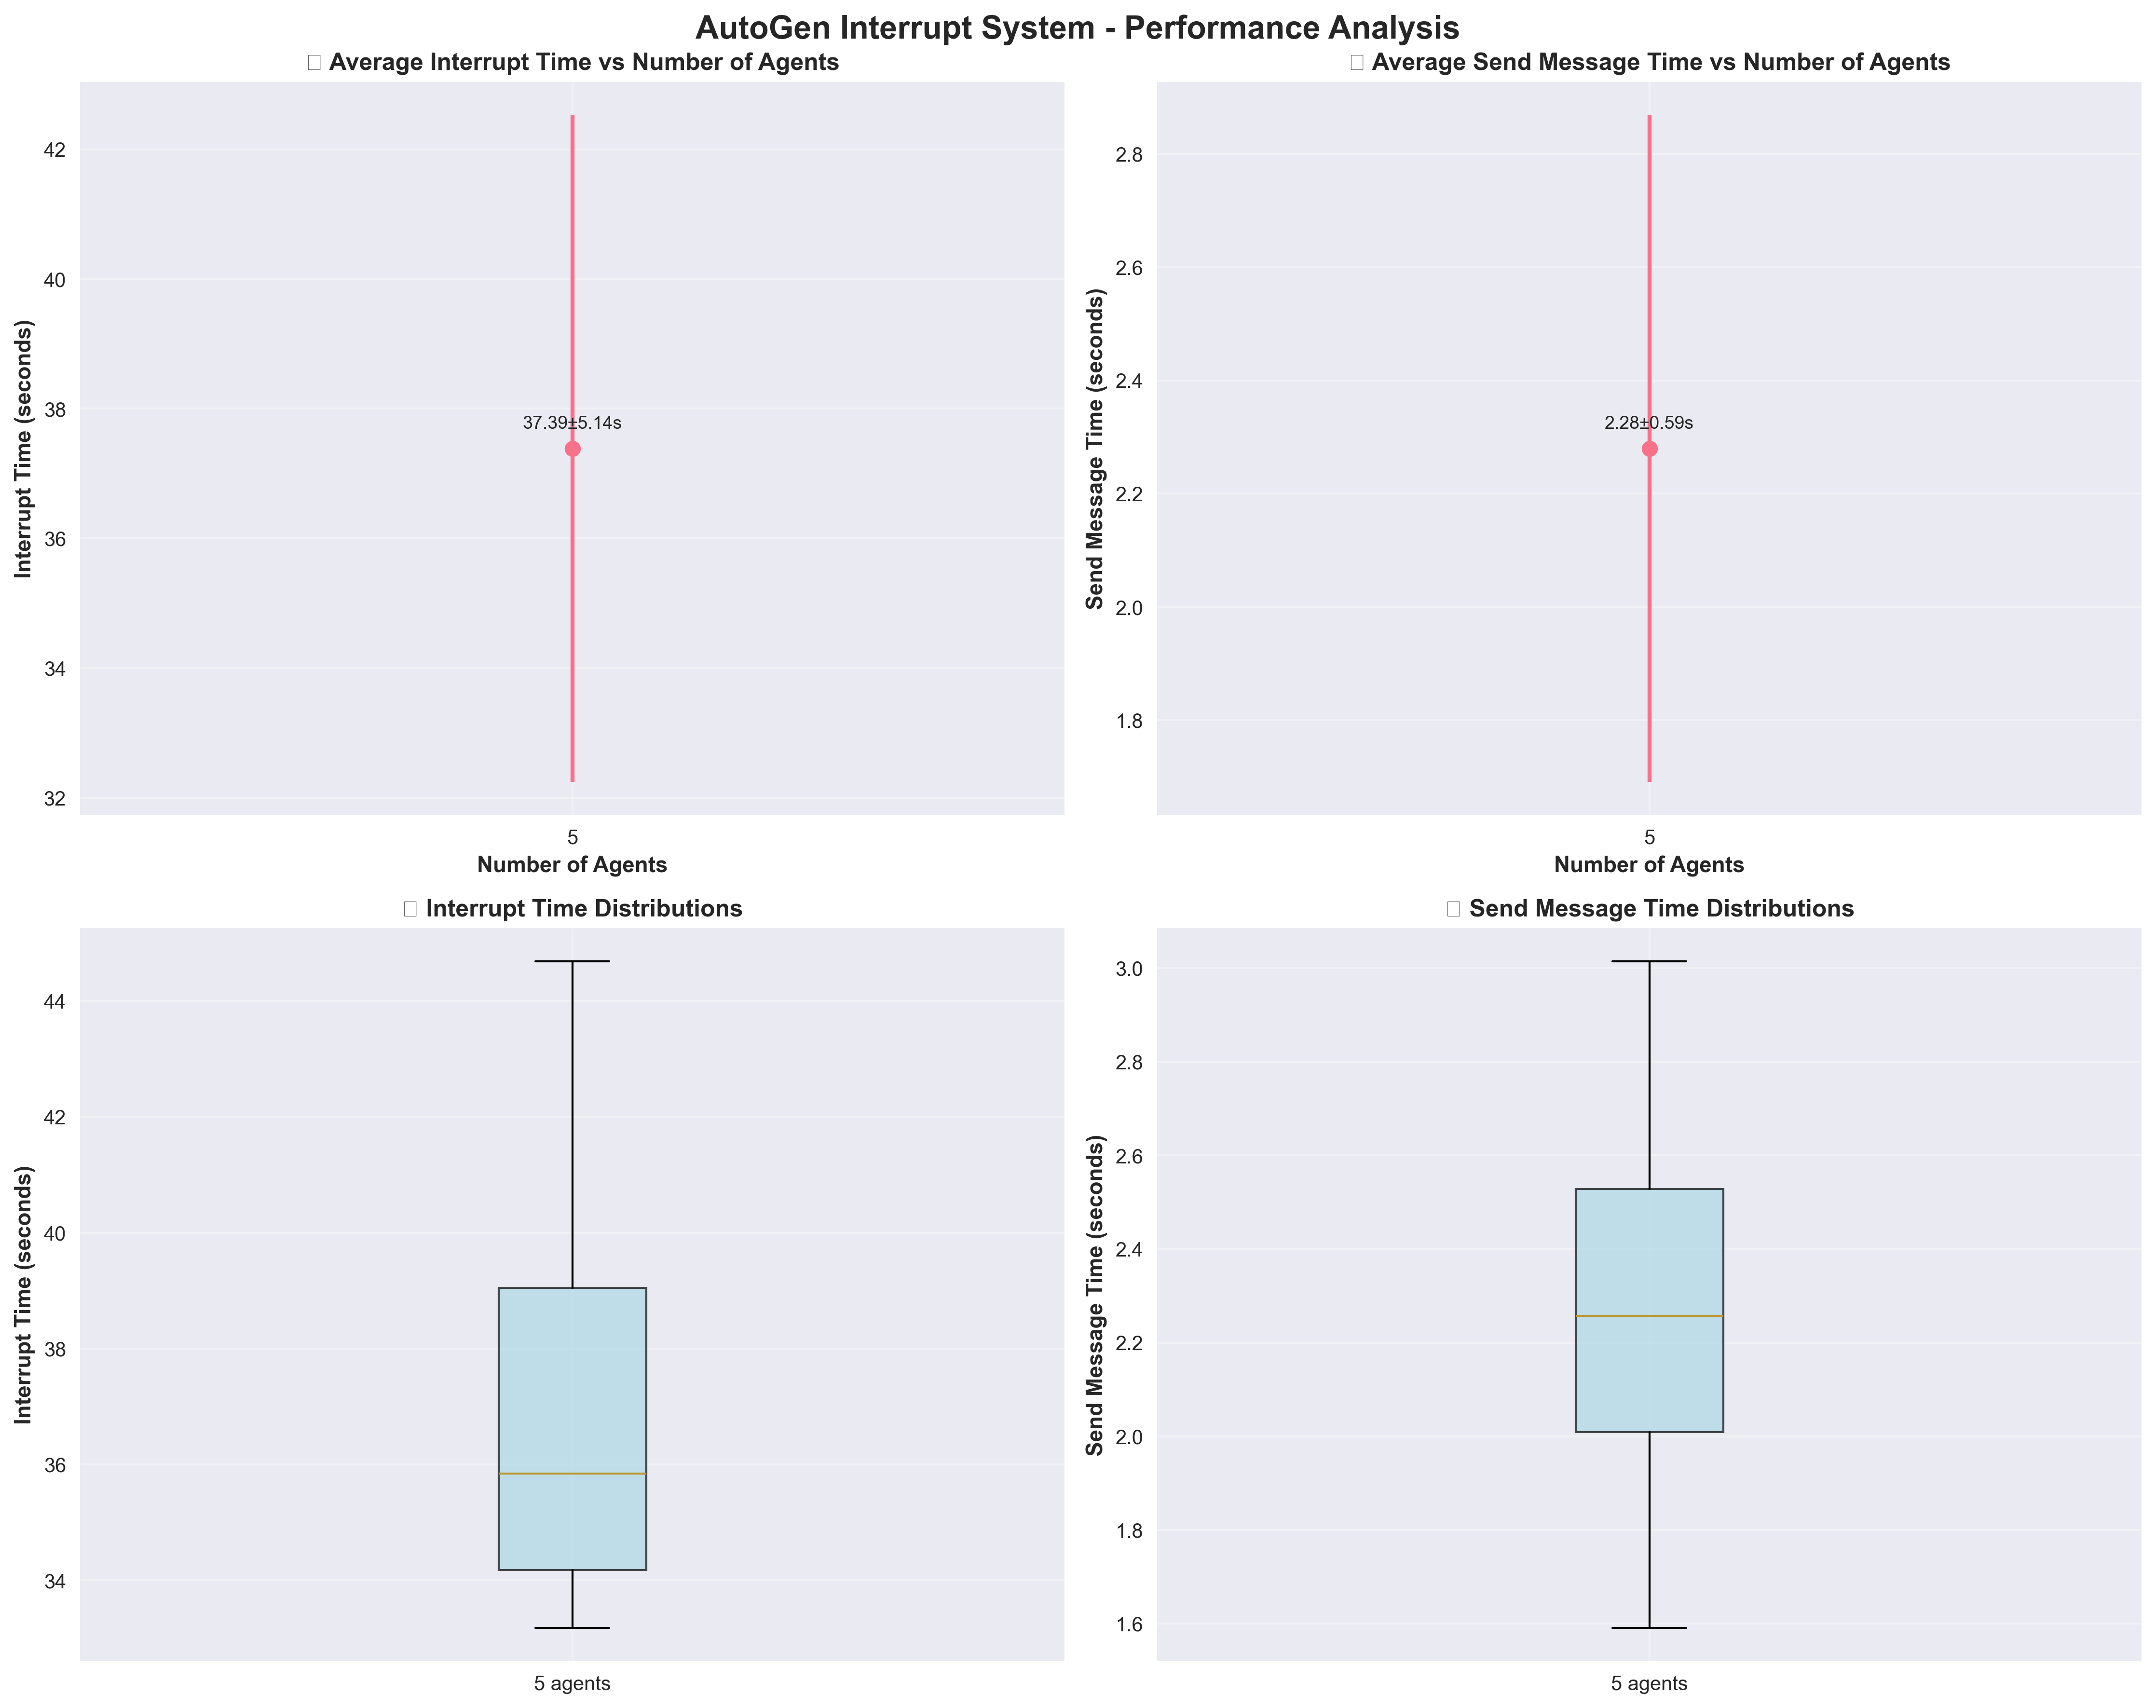 AutoGen Interrupt System - Performance Analysis
Average Interrupt Time vs Number of Agents
42
40
38
36
34
32
Interrupt Time (seconds)
37.39±5.14s
5
Number of Agents
Average Send Message Time vs Number of Agents
2.8
2.6
2.4
2.2
2.0
1.8
Send Message Time (seconds)
2.28±0.59s
5
Number of Agents
Interrupt Time Distributions
44
42
40
38
36
34
Interrupt Time (seconds)
5 agents
Send Message Time Distributions
3.0
2.8
2.6
2.4
2.2
2.0
1.8
1.6
Send Message Time (seconds)
5 agents